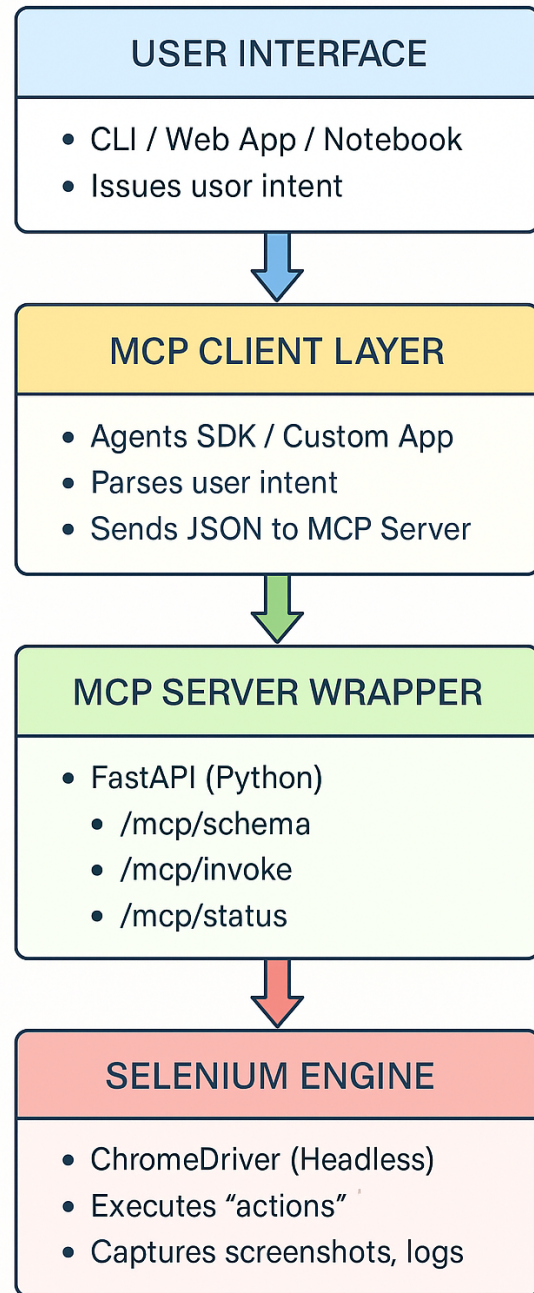 USER INTERFACE
• CLI / Web App / Notebook
• Issues usor intent
MCP CLIENT LAYER
• Agents SDK / Custom App
• Parses user intent
• Sends JSON to MCP Server
MCP SERVER WRAPPER
• FastAPI (Python)
• /mcp/schema
• /mcp/invoke
• /mcp/status
SELENIUM ENGINE
• ChromeDriver (Headless)
• Executes “actions”
• Captures screenshots, logs